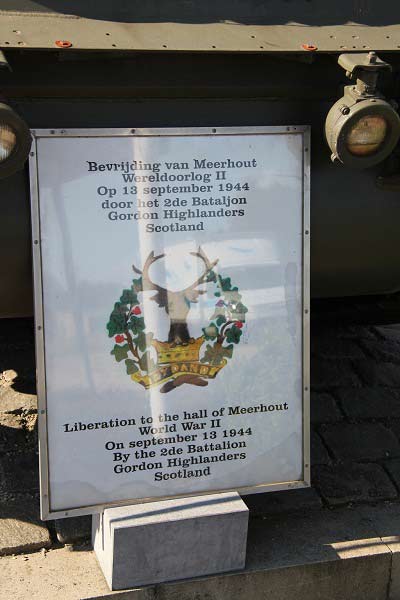 Bevrijding van Meerhout
Wereldoorlog II
Op 13 september 1944
door het 2de Bataljon
Gordon Highlanders
Scotland
BYDAND
Liberation to the hall of Meerhout
World War II
On september 13 1944
By the 2de Battalion
Gordon Highlanders
Scotland